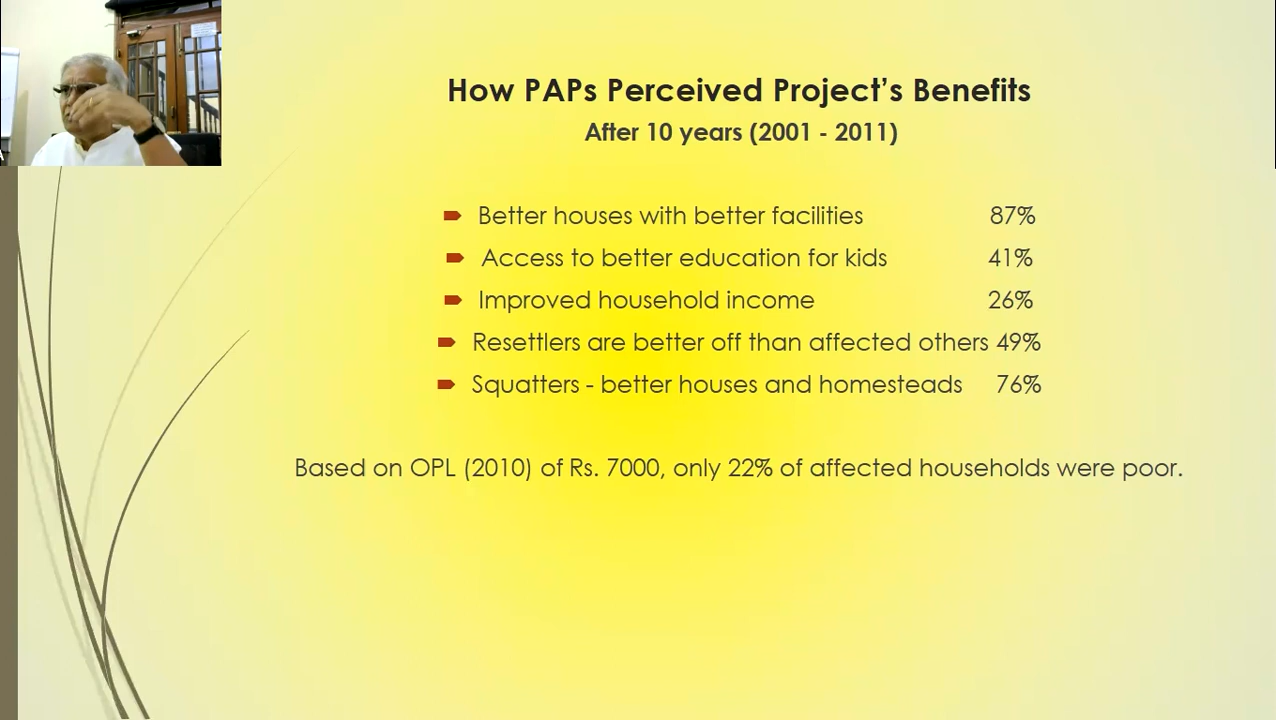 How PAPs Perceived Project's Benefits
After 10 years (2001 - 2011)
Better houses with better facilities 87%
Access to better education for kids 41%
Improved household income 26%
Resettlers are better off than affected others 49%
Squatters - better houses and homesteads 76%
Based on OPL (2010) of Rs. 7000, only 22% of affected households were poor.